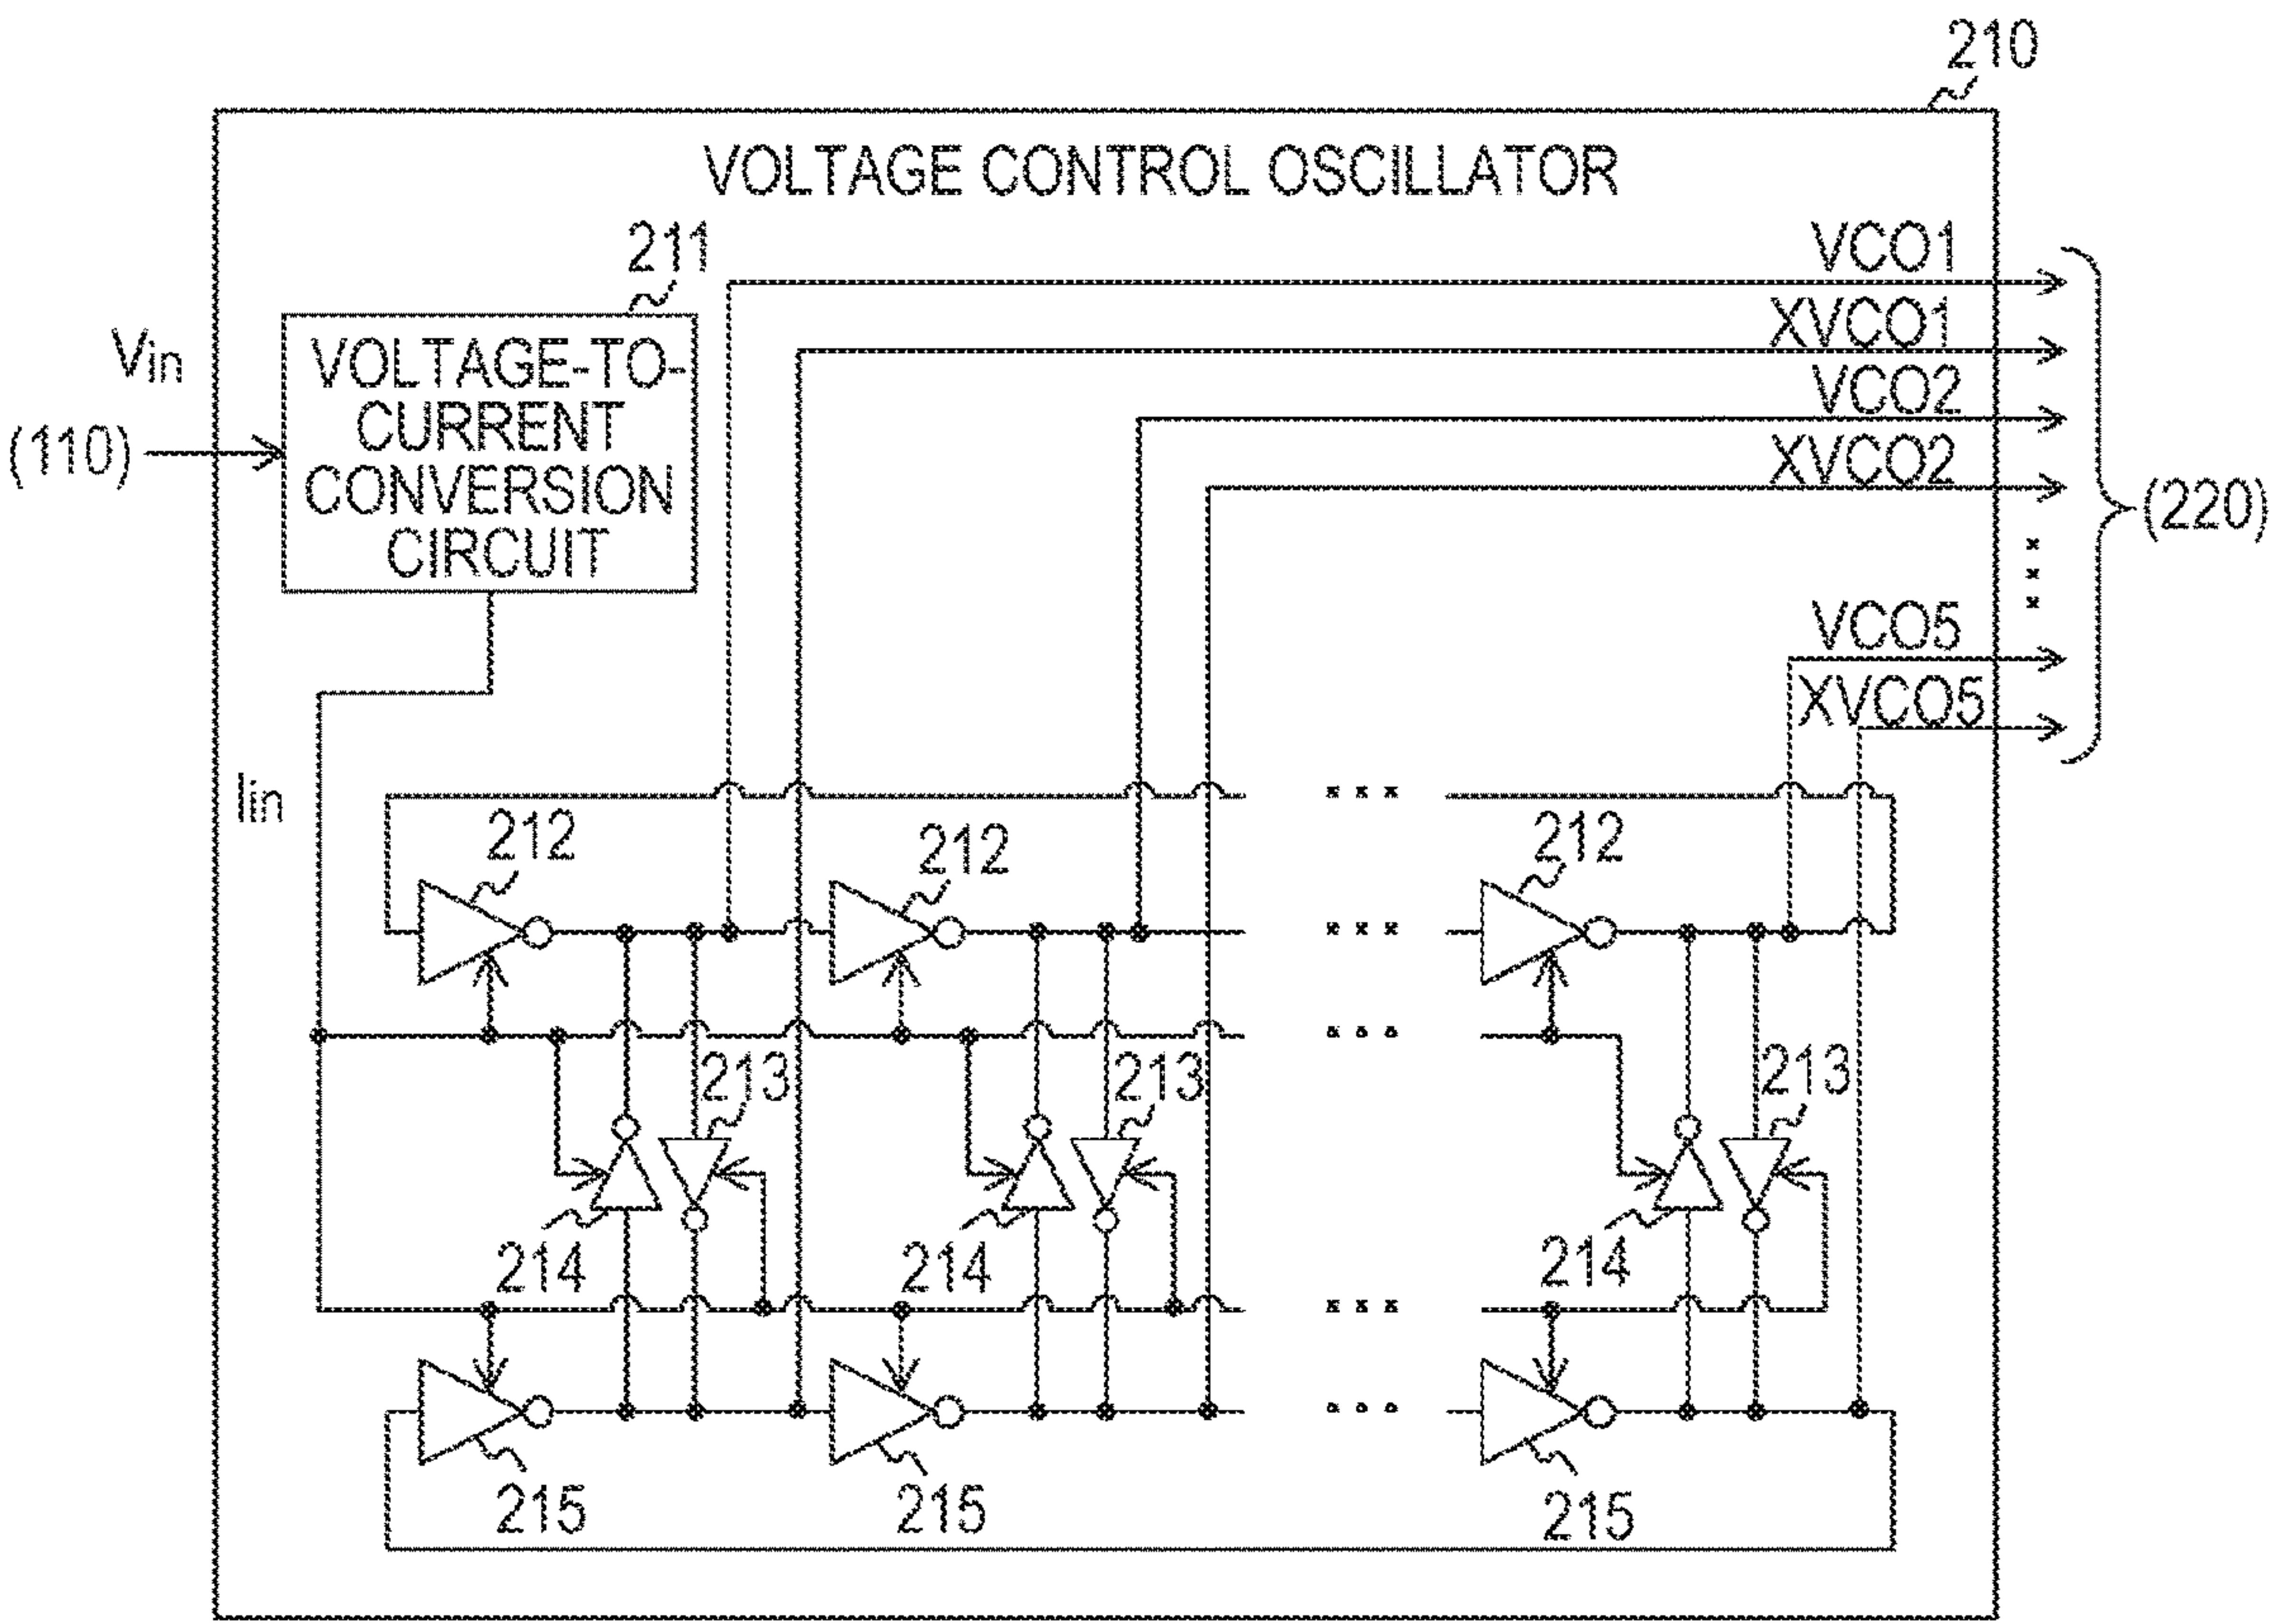 210
VOLTAGE CONTROL OSCILLATOR
211
VCO1
XVCO1
Vin
VOLTAGE-TO-
CURRENT
CONVERSION
CIRCUIT
VCO2
(110)
XVCO2
(220)
VCO5
XVCO5
Iin
212
212
212
213
213
213
214
214
214
215
215
215